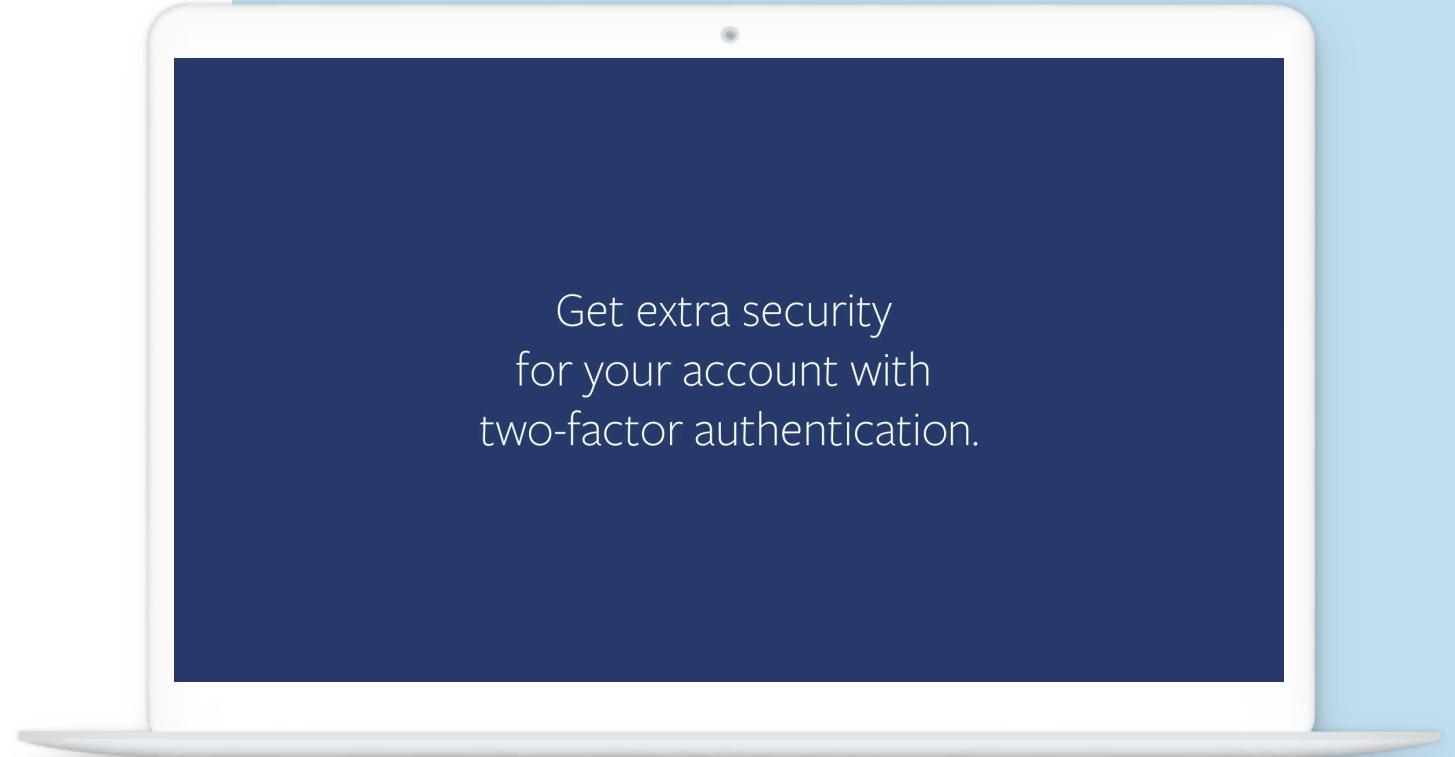 Get extra security
for your account with
two-factor authentication.